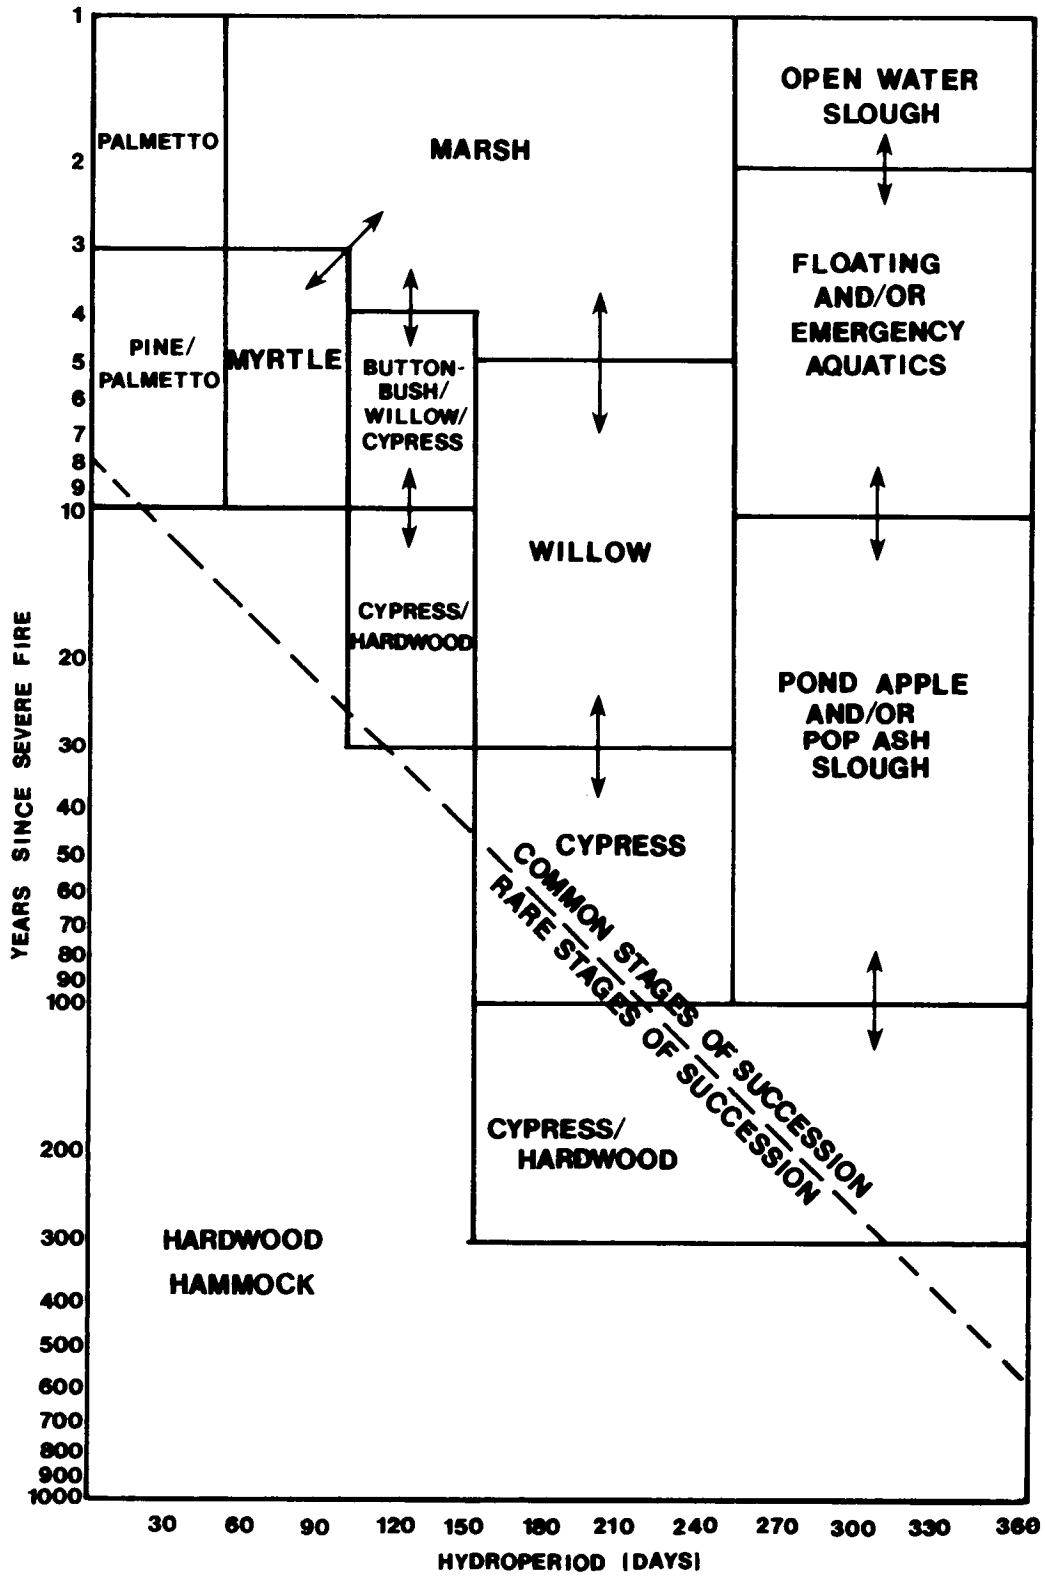 1
2
3
4
5
6
7
8
9
10
20
30
40
50
60
70
80
90
100
200
300
400
500
600
700
800
900
1000
YEARS SINCE SEVERE FIRE
PALMETTO
MARSH
OPEN WATER
SLOUGH
PINE/
PALMETTO
MYRTLE
BUTTON-
BUSH/
WILLOW/
CYPRESS
FLOATING
AND/OR
EMERGENCY
AQUATICS
WILLOW
CYPRESS/
HARDWOOD
POND APPLE
AND/OR
POP ASH
SLOUGH
CYPRESS
COMMON STAGES OF SUCCESSION
RARE STAGES OF SUCCESSION
CYPRESS/
HARDWOOD
HARDWOOD
HAMMOCK
30 60 90 120 150 180 210 240 270 300 330 360
HYDROPERIOD (DAYS)